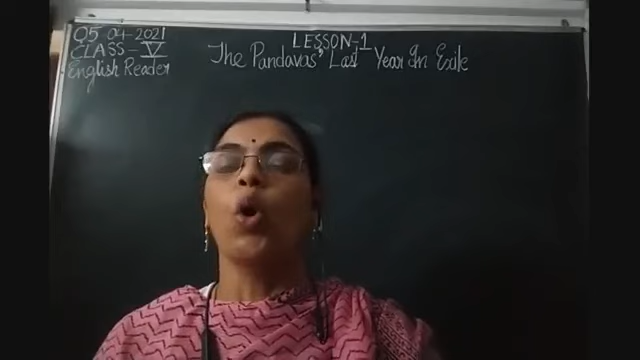 05.04.2021
CLASS - V
English Reader
LESSON-1
The Pandavas' Last Year In Exile